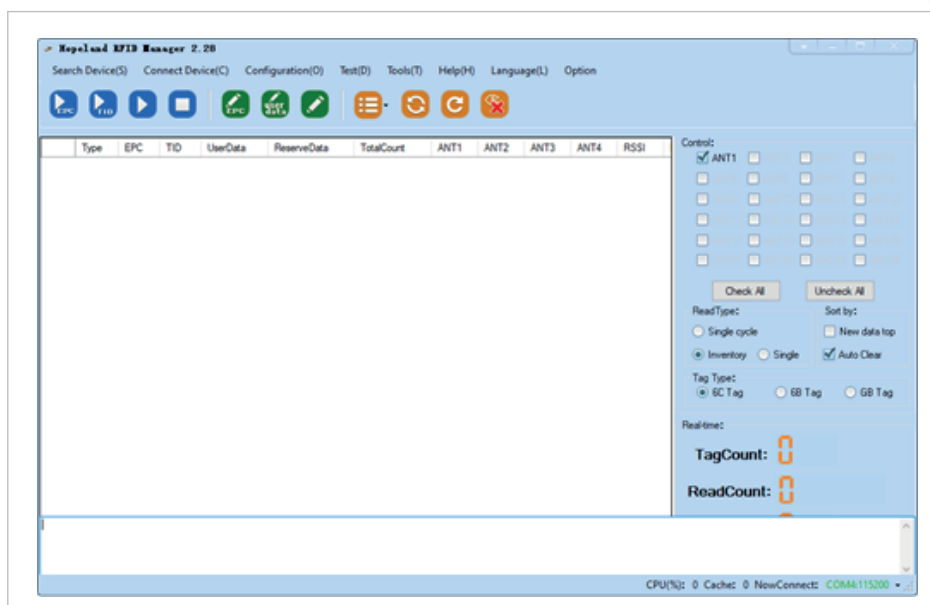 Hopeland RFID Manager 2.20
Search Device(S) Connect Device(C) Configuration(O) Test(D) Tools(T) Help(H) Language(L) Option
EPC TID EPC user data
Type EPC TID UserData ReserveData TotalCount ANT1 ANT2 ANT3 ANT4 RSSI
Control:
ANT1
Check All Uncheck All
ReadType: Sort by:
Single cycle New data top
Inventory Single Auto Clear
Tag Type:
6C Tag 6B Tag GB Tag
Real-time:
TagCount: 0
ReadCount: 0
CPU(%): 0 Cache: 0 NowConnect: COM4:115200